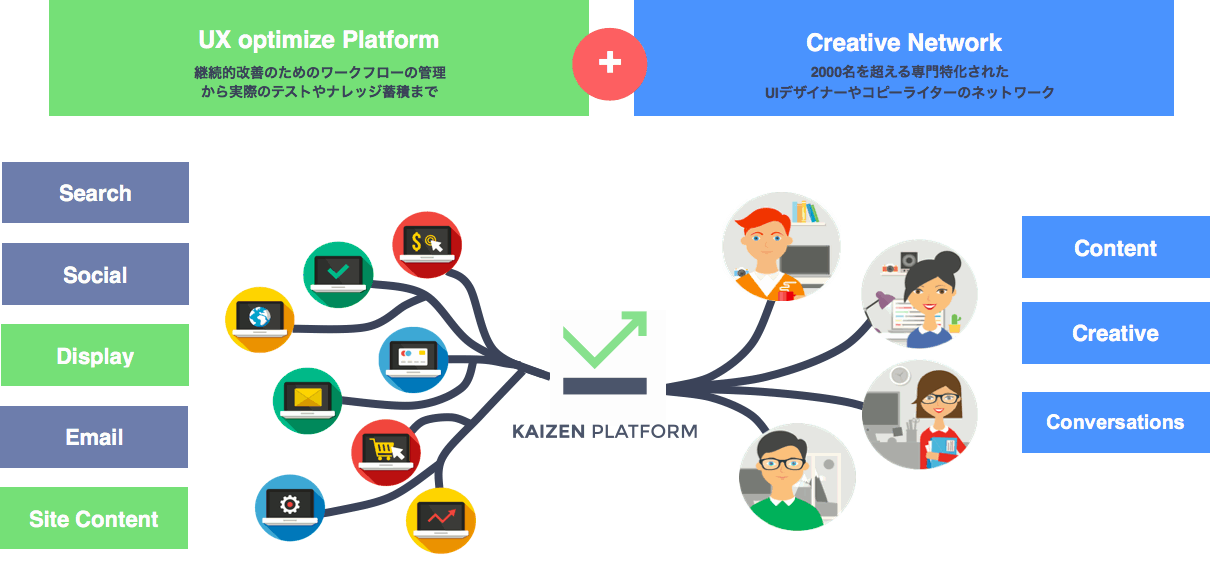 UX optimize Platform
継続的改善のためのワークフローの管理
から実際のテストやナレッジ蓄積まで
+
Creative Network
2000名を超える専門特化された
UIデザイナーやコピーライターのネットワーク
Search
Social
Display
Email
Site Content
$
KAIZEN PLATFORM
Content
Creative
Conversations